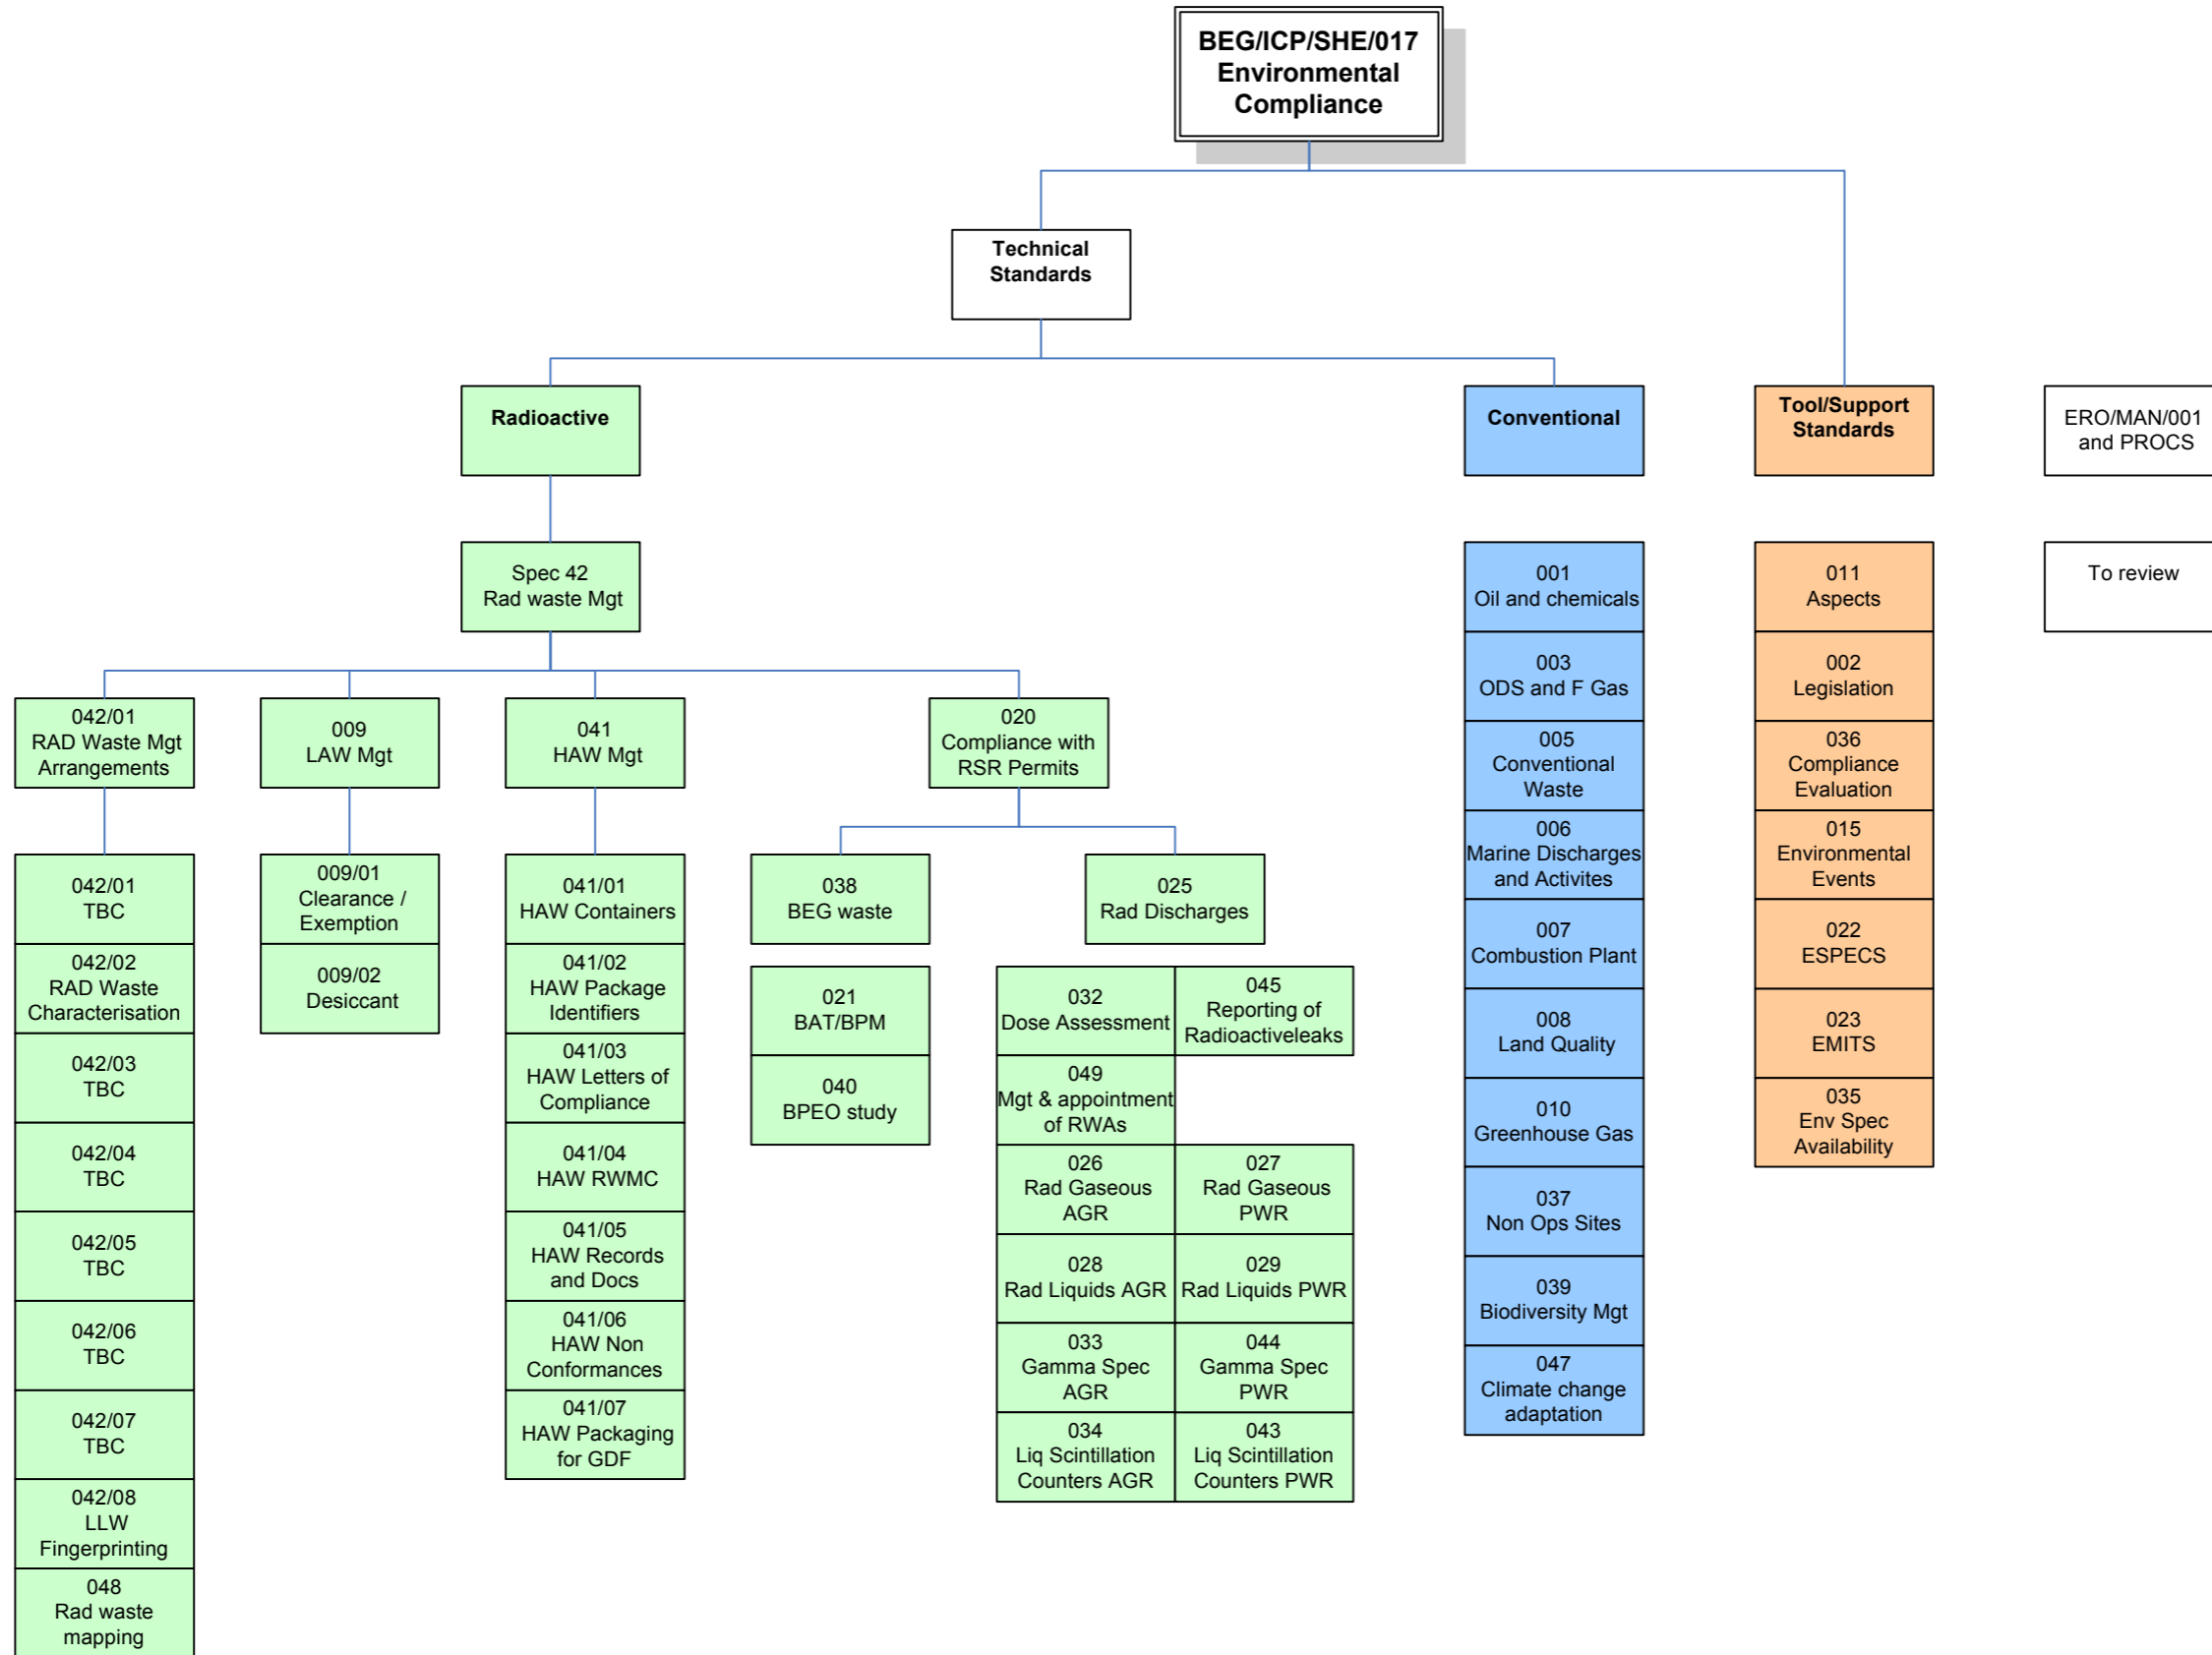 BEG/ICP/SHE/017
Environmental
Compliance
Technical
Standards
Radioactive
Conventional
Tool/Support
Standards
ERO/MAN/001
and PROCS
Spec 42
Rad waste Mgt
To review
042/01
RAD Waste Mgt
Arrangements
009
LAW Mgt
041
HAW Mgt
020
Compliance with
RSR Permits
042/01
TBC
042/02
RAD Waste
Characterisation
042/03
TBC
042/04
TBC
042/05
TBC
042/06
TBC
042/07
TBC
042/08
LLW
Fingerprinting
048
Rad waste
mapping
009/01
Clearance /
Exemption
009/02
Desiccant
041/01
HAW Containers
041/02
HAW Package
Identifiers
041/03
HAW Letters of
Compliance
041/04
HAW RWMC
041/05
HAW Records
and Docs
041/06
HAW Non
Conformances
041/07
HAW Packaging
for GDF
038
BEG waste
021
BAT/BPM
040
BPEO study
025
Rad Discharges
032
Dose Assessment
045
Reporting of
Radioactiveleaks
049
Mgt & appointment
of RWAs
026
Rad Gaseous
AGR
027
Rad Gaseous
PWR
028
Rad Liquids AGR
029
Rad Liquids PWR
033
Gamma Spec
AGR
044
Gamma Spec
PWR
034
Liq Scintillation
Counters AGR
043
Liq Scintillation
Counters PWR
001
Oil and chemicals
003
ODS and F Gas
005
Conventional
Waste
006
Marine Discharges
and Activites
007
Combustion Plant
008
Land Quality
010
Greenhouse Gas
037
Non Ops Sites
039
Biodiversity Mgt
047
Climate change
adaptation
011
Aspects
002
Legislation
036
Compliance
Evaluation
015
Environmental
Events
022
ESPECS
023
EMITS
035
Env Spec
Availability